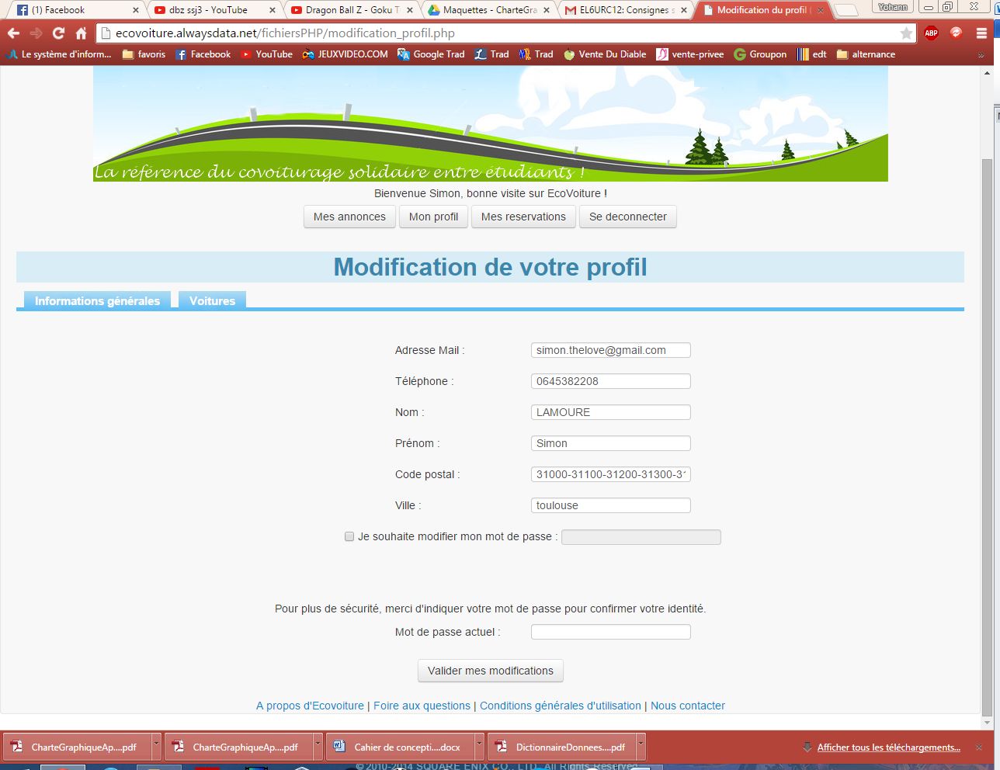 (1) Facebook
dbz ssj3 - YouTube
Dragon Ball Z - Goku T
Maquettes - CharteGra
EL6URC12: Consignes s
Modification du profil
Yohann
ecovoiture.alwaysdata.net/fichiersPHP/modification_profil.php
ABP
Le système d'inform... favoris Facebook YouTube JEUXVIDEO.COM Google Trad Trad Trad Vente Du Diable vente-privee Groupon edt alternance »
La référence du covoiturage solidaire entre étudiants !
Bienvenue Simon, bonne visite sur EcoVoiture !
Mes annonces Mon profil Mes reservations Se deconnecter
Modification de votre profil
Informations générales Voitures
Adresse Mail : simon.thelove@gmail.com
Téléphone : 0645382208
Nom : LAMOURE
Prénom : Simon
Code postal : 31000-31100-31200-31300-31
Ville : toulouse
Je souhaite modifier mon mot de passe :
Pour plus de sécurité, merci d'indiquer votre mot de passe pour confirmer votre identité.
Mot de passe actuel :
Valider mes modifications
A propos d'Ecovoiture | Foire aux questions | Conditions générales d'utilisation | Nous contacter
CharteGraphiqueAp....pdf CharteGraphiqueAp....pdf Cahier de concepti....docx DictionnaireDonnees....pdf Afficher tous les téléchargements...
© 2010-2014 SQUARE ENIX CO., LTD. All Rights Reserved